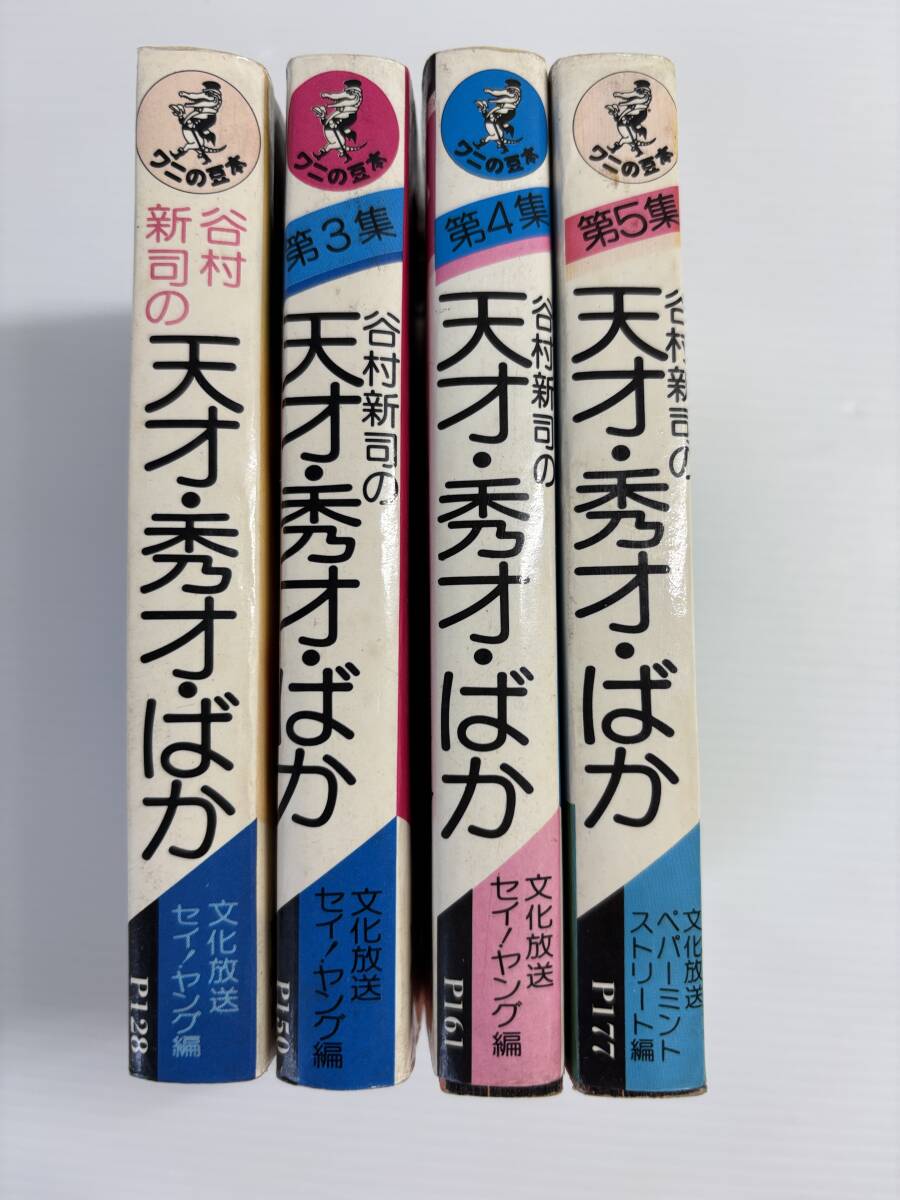 ワニの豆本
谷村
新司の
天才・秀才・ばか
文化放送
セイ!ヤング編
P128
ワニの豆本
第3集
谷村新司の
天才・秀才・ばか
文化放送
セイ!ヤング編
P150
ワニの豆本
第4集
谷村新司の
天才・秀才・ばか
文化放送
セイ!ヤング編
P161
ワニの豆本
第5集
谷村新司の
天才・秀才・ばか
文化放送
ペパーミント
ストリート編
P177